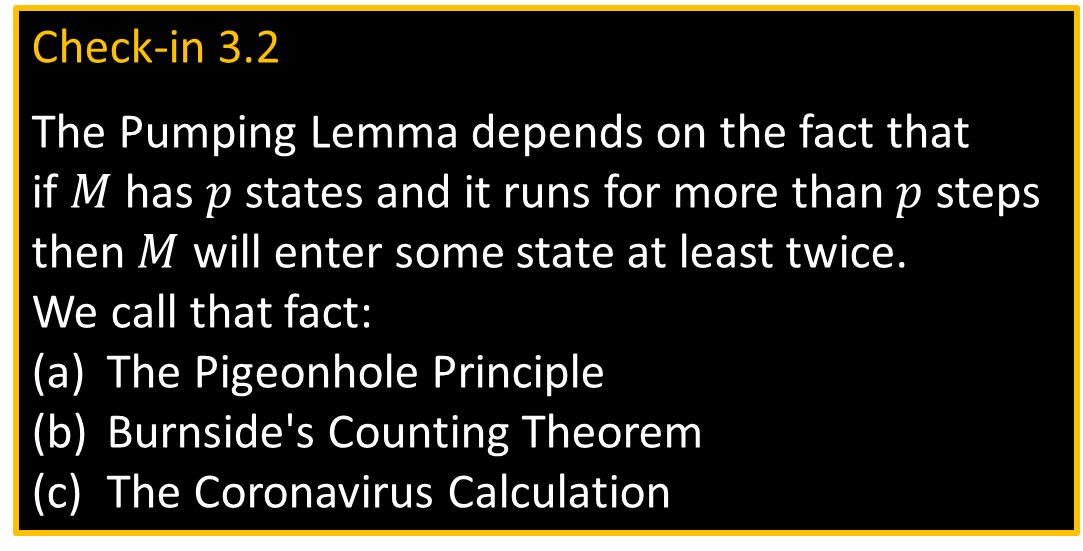 Check-in 3.2
The Pumping Lemma depends on the fact that
if M has p states and it runs for more than p steps
then M will enter some state at least twice.
We call that fact:
(a) The Pigeonhole Principle
(b) Burnside's Counting Theorem
(c) The Coronavirus Calculation